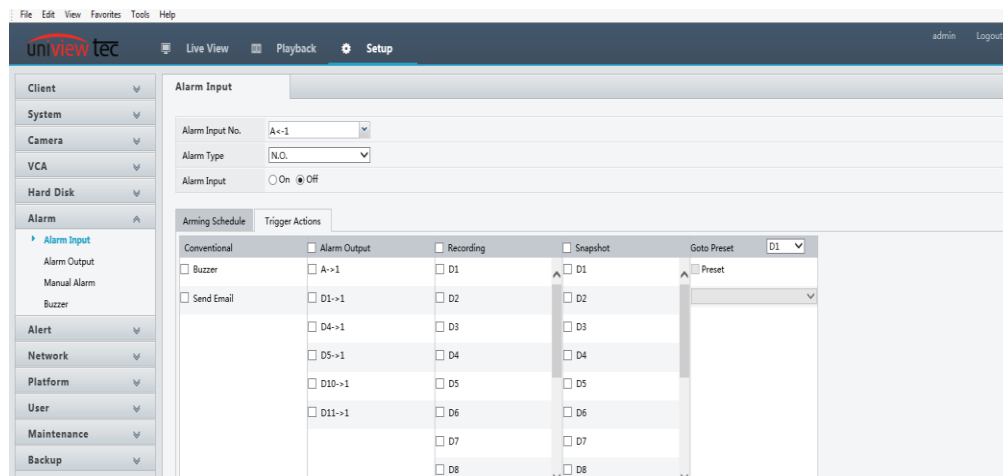 File Edit View Favorites Tools Help
uniview tec
Live View Playback Setup
admin Logout
Client
System
Camera
VCA
Hard Disk
Alarm
Alarm Input
Alarm Output
Manual Alarm
Buzzer
Alert
Network
Platform
User
Maintenance
Backup
Alarm Input
Alarm Input No. A<-1
Alarm Type N.O.
Alarm Input On Off
Arming Schedule Trigger Actions
Conventional Alarm Output Recording Snapshot Goto Preset D1
Buzzer A->1 D1 D1 Preset
Send Email D1->1 D2 D2
D4->1 D3 D3
D5->1 D4 D4
D10->1 D5 D5
D11->1 D6 D6
D7 D7
D8 D8